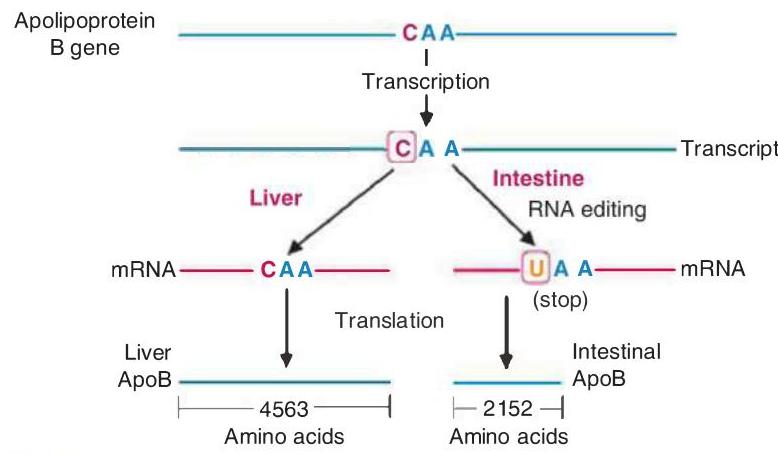 Apolipoprotein
B gene
CAA
Transcription
CAA
Transcript
Liver
Intestine
RNA editing
mRNA
CAA
UAA
mRNA
(stop)
Translation
Liver
ApoB
Intestinal
ApoB
4563
Amino acids
2152
Amino acids